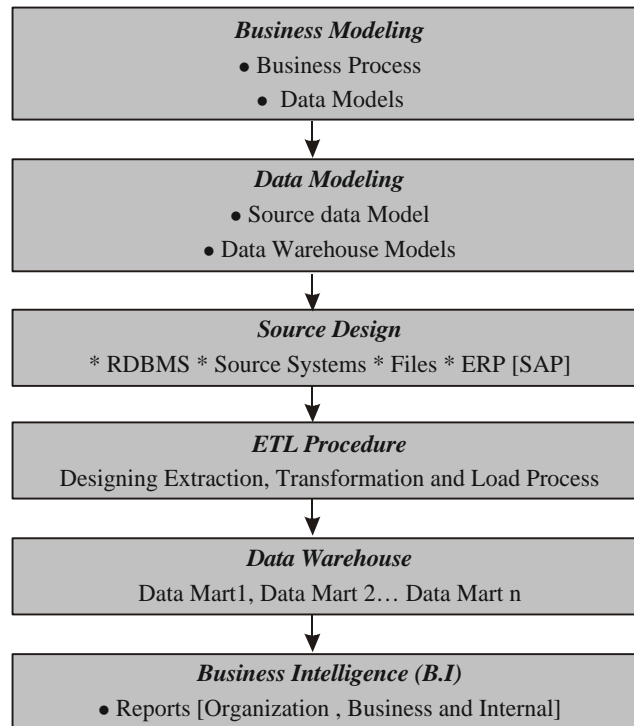 Business Modeling
● Business Process
● Data Models
Data Modeling
● Source data Model
● Data Warehouse Models
Source Design
* RDBMS * Source Systems * Files * ERP [SAP]
ETL Procedure
Designing Extraction, Transformation and Load Process
Data Warehouse
Data Mart1, Data Mart 2… Data Mart n
Business Intelligence (B.I)
● Reports [Organization , Business and Internal]